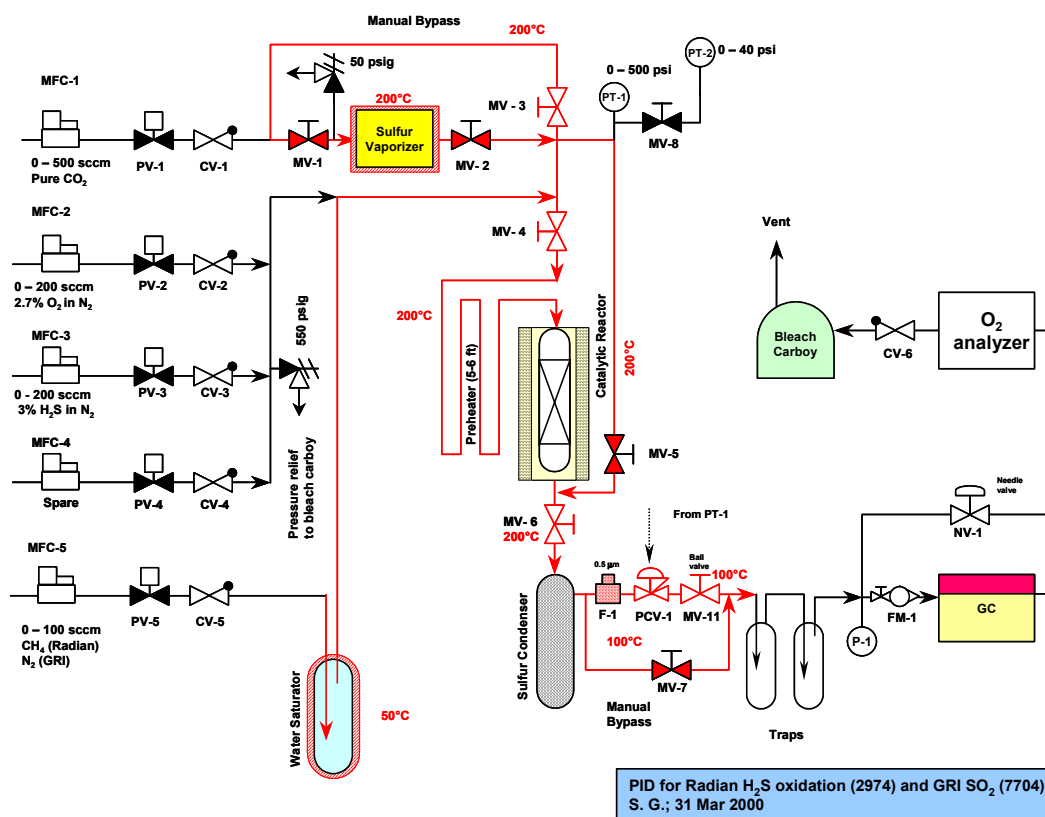 Manual Bypass
200°C
50 psig
MFC-1
0 – 500 sccm
Pure CO₂
PV-1
CV-1
MV-1
200°C
Sulfur
Vaporizer
MV- 2
MV - 3
0 – 500 psi
PT-1
PT-2
0 – 40 psi
MV-8
MFC-2
0 – 200 sccm
2.7% O₂ in N₂
PV-2
CV-2
MV- 4
MFC-3
0 - 200 sccm
3% H₂S in N₂
PV-3
CV-3
550 psig
Pressure relief
to bleach carboy
MFC-4
Spare
PV-4
CV-4
MFC-5
0 – 100 sccm
CH₄ (Radian)
N₂ (GRI)
PV-5
CV-5
Water Saturator
50°C
200°C
Preheater (5-6 ft)
Catalytic Reactor
200°C
MV-5
MV- 6
200°C
Vent
Bleach
Carboy
CV-6
O₂
analyzer
From PT-1
Sulfur Condenser
0.5 µm
F-1
PCV-1
Ball
valve
MV-11
100°C
100°C
MV-7
Manual
Bypass
Traps
P-1
FM-1
Needle
valve
NV-1
GC
PID for Radian H₂S oxidation (2974) and GRI SO₂ (7704)
S. G.; 31 Mar 2000